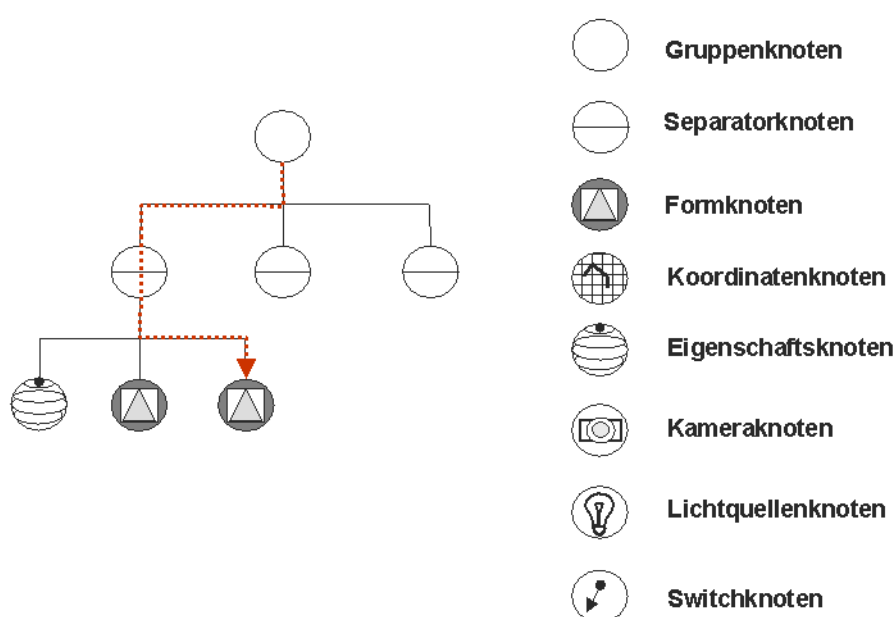 Gruppenknoten
Separatorknoten
Formknoten
Koordinatenknoten
Eigenschaftsknoten
Kameraknoten
Lichtquellenknoten
Switchknoten